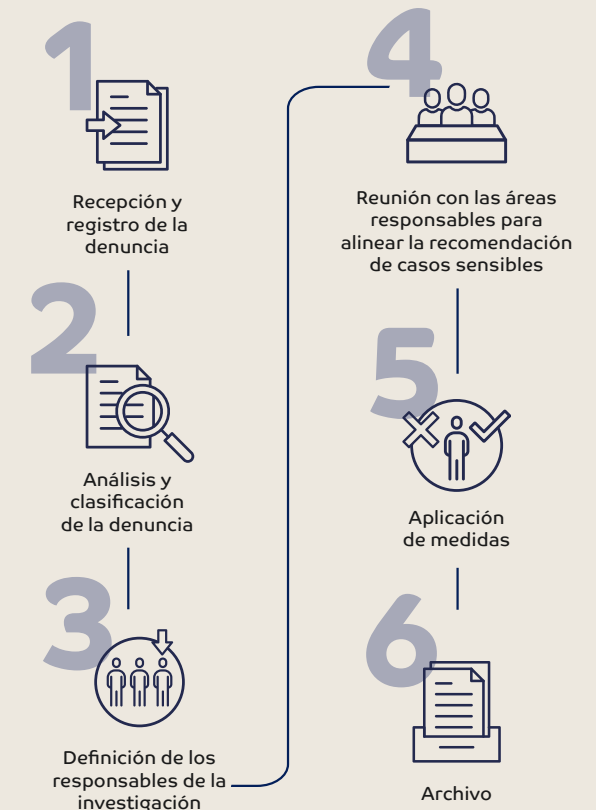 1
Recepción y
registro de la
denuncia
2
Análisis y
clasificación
de la denuncia
3
Definición de los
responsables de la
investigación
4
Reunión con las áreas
responsables para
alinear la recomendación
de casos sensibles
5
Aplicación
de medidas
6
Archivo